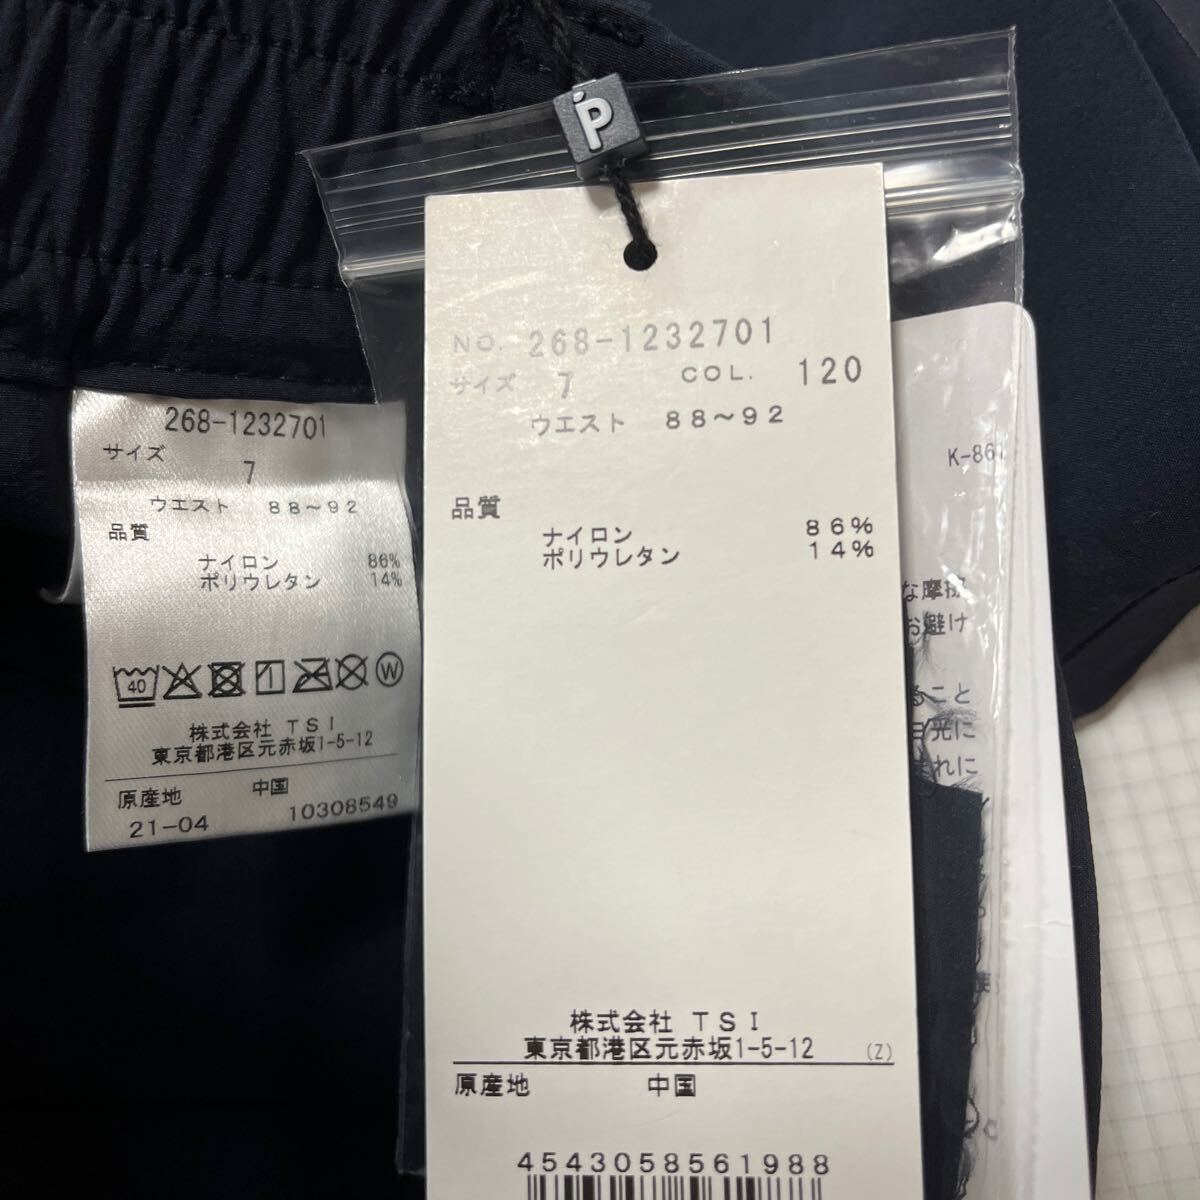 P
NO. 268-1232701
サイズ 7 COL. 120
ウエスト 88～92
品質
ナイロン 86%
ポリウレタン 14%
株式会社 TSI
東京都港区元赤坂1-5-12 (Z)
原産地 中国
4543058561988
268-1232701
サイズ
7
ウエスト 88～92
品質
ナイロン 86%
ポリウレタン 14%
40
W
株式会社 TSI
東京都港区元赤坂1-5-12
原産地 中国
21-04 10308549
K-86
な摩擦
お避け
ること
日光に
れに